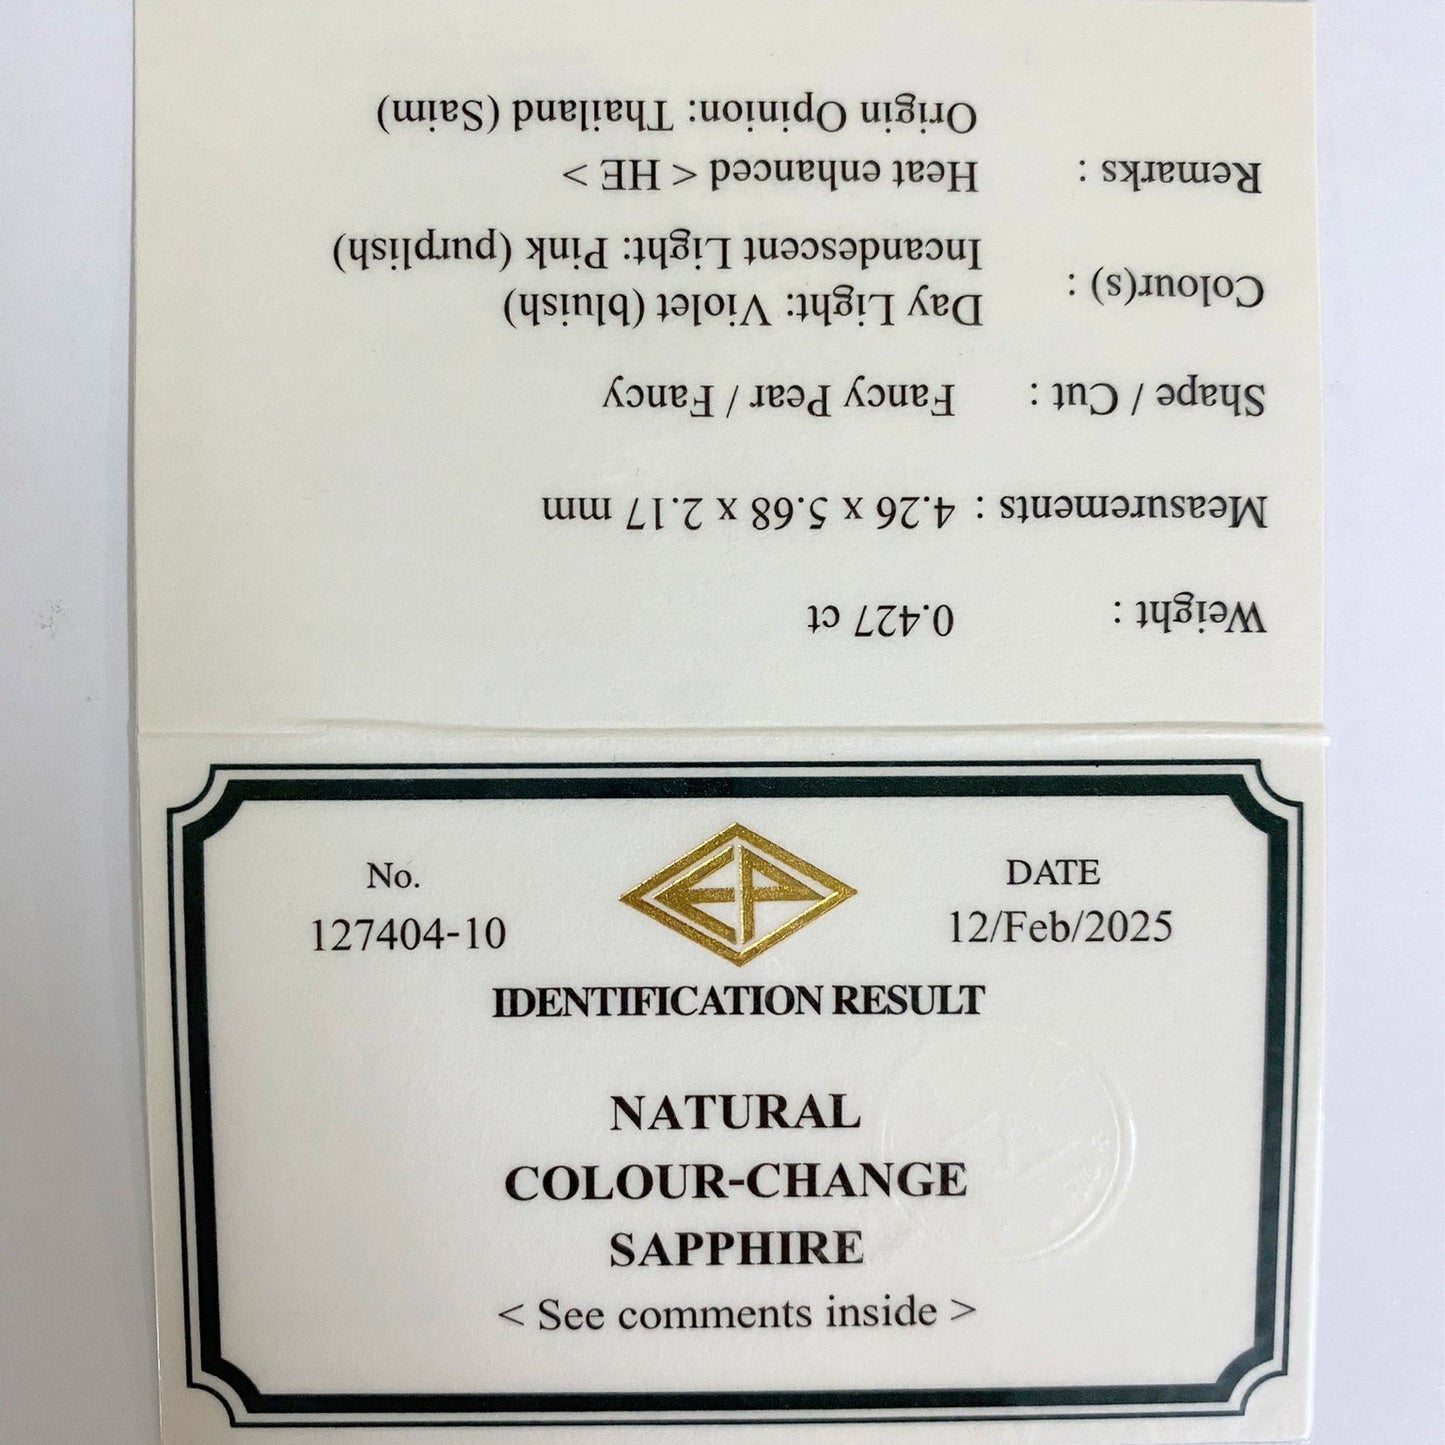 No.
127404-10
EP
DATE
12/Feb/2025
IDENTIFICATION RESULT
NATURAL
COLOUR-CHANGE
SAPPHIRE
< See comments inside >
Weight : 0.427 ct
Measurements : 4.26 x 5.68 x 2.17 mm
Shape / Cut : Fancy Pear / Fancy
Colour(s) : Day Light: Violet (bluish)
Incandescent Light: Pink (purplish)
Remarks : Heat enhanced < HE >
Origin Opinion: Thailand (Saim)